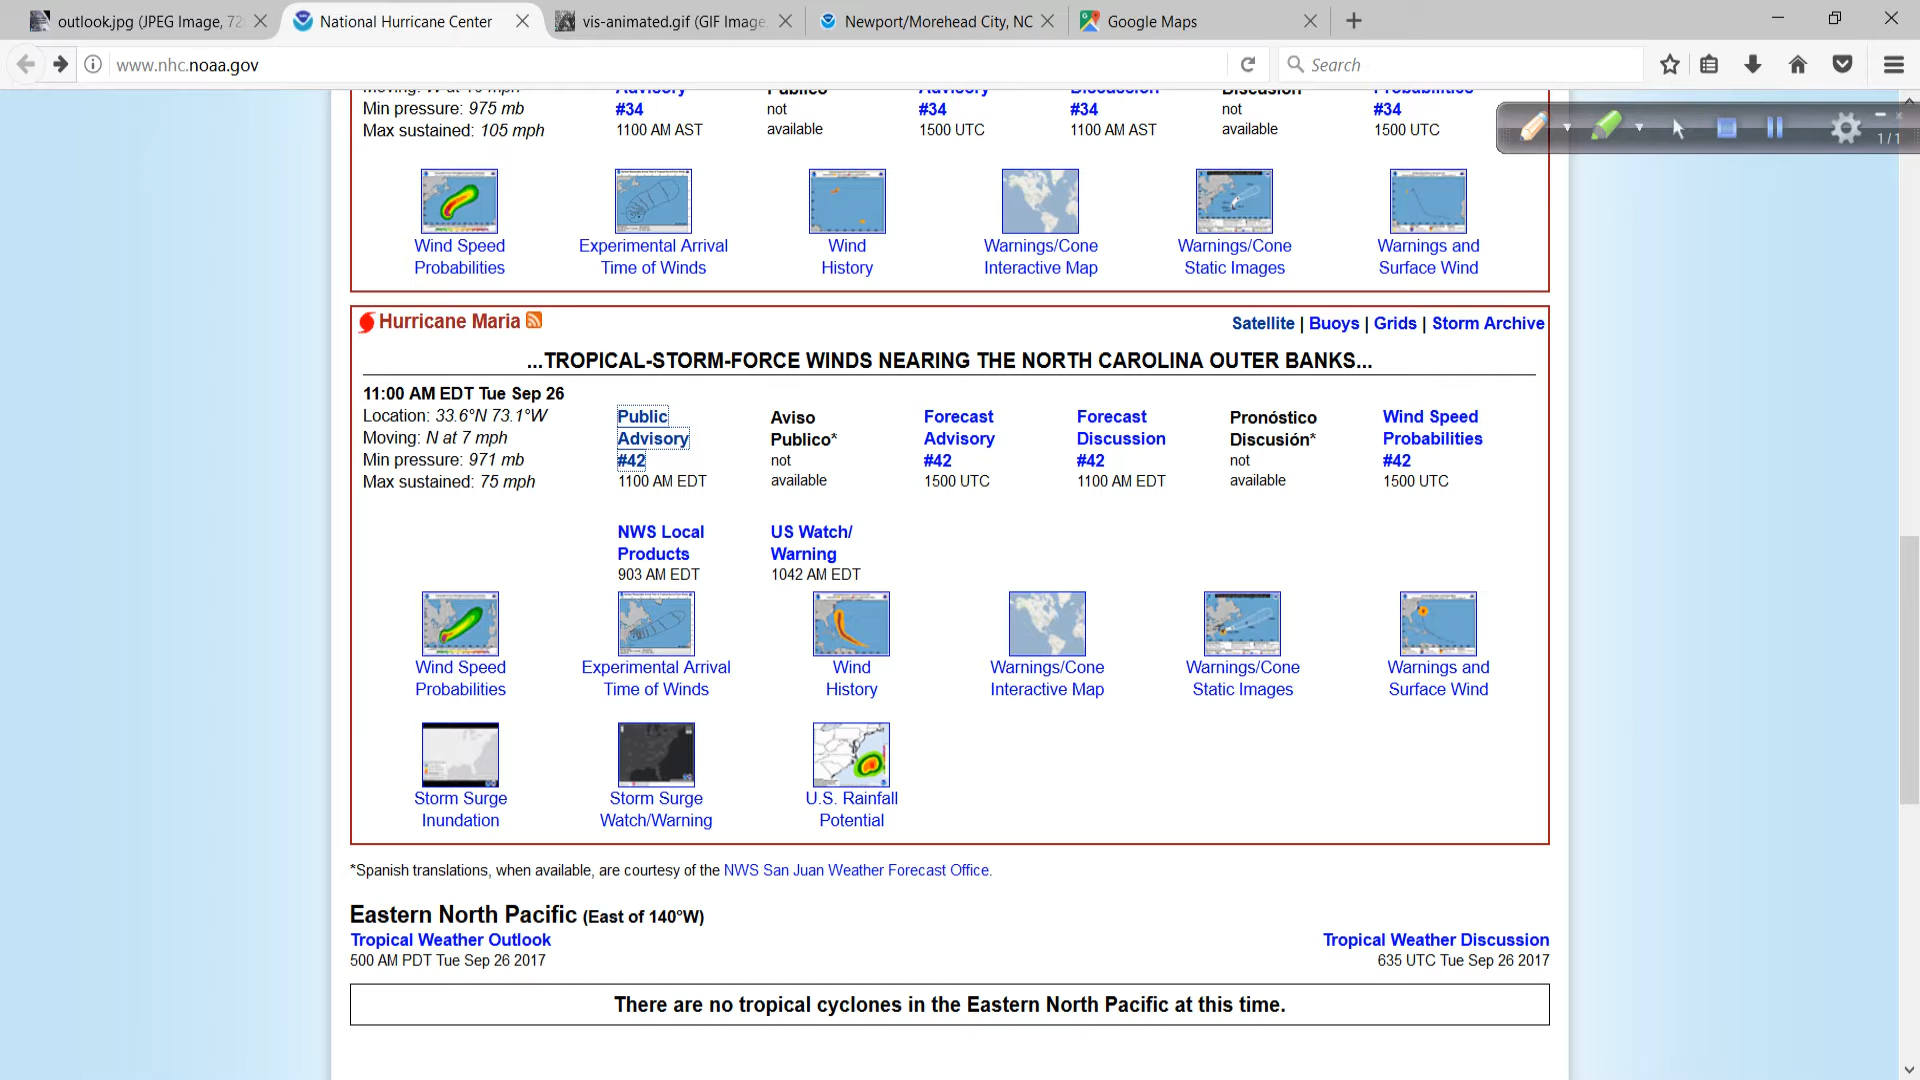 outlook.jpg (JPEG Image, 72
National Hurricane Center
vis-animated.gif (GIF Image,
Newport/Morehead City, NC
Google Maps
www.nhc.noaa.gov
Search
1/1
Min pressure: 975 mb
Max sustained: 105 mph
Advisory
#34
1100 AM AST
Publico
not
available
Advisory
#34
1500 UTC
Discussion
#34
1100 AM AST
Discusión
not
available
Probabilities
#34
1500 UTC
Wind Speed
Probabilities
Experimental Arrival
Time of Winds
Wind
History
Warnings/Cone
Interactive Map
Warnings/Cone
Static Images
Warnings and
Surface Wind
Hurricane Maria
Satellite | Buoys | Grids | Storm Archive
...TROPICAL-STORM-FORCE WINDS NEARING THE NORTH CAROLINA OUTER BANKS...
11:00 AM EDT Tue Sep 26
Location: 33.6°N 73.1°W
Moving: N at 7 mph
Min pressure: 971 mb
Max sustained: 75 mph
Public
Advisory
#42
1100 AM EDT
Aviso
Publico*
not
available
Forecast
Advisory
#42
1500 UTC
Forecast
Discussion
#42
1100 AM EDT
Pronóstico
Discusión*
not
available
Wind Speed
Probabilities
#42
1500 UTC
NWS Local
Products
903 AM EDT
US Watch/
Warning
1042 AM EDT
Wind Speed
Probabilities
Experimental Arrival
Time of Winds
Wind
History
Warnings/Cone
Interactive Map
Warnings/Cone
Static Images
Warnings and
Surface Wind
Storm Surge
Inundation
Storm Surge
Watch/Warning
U.S. Rainfall
Potential
*Spanish translations, when available, are courtesy of the NWS San Juan Weather Forecast Office.
Eastern North Pacific (East of 140°W)
Tropical Weather Outlook
500 AM PDT Tue Sep 26 2017
Tropical Weather Discussion
635 UTC Tue Sep 26 2017
There are no tropical cyclones in the Eastern North Pacific at this time.